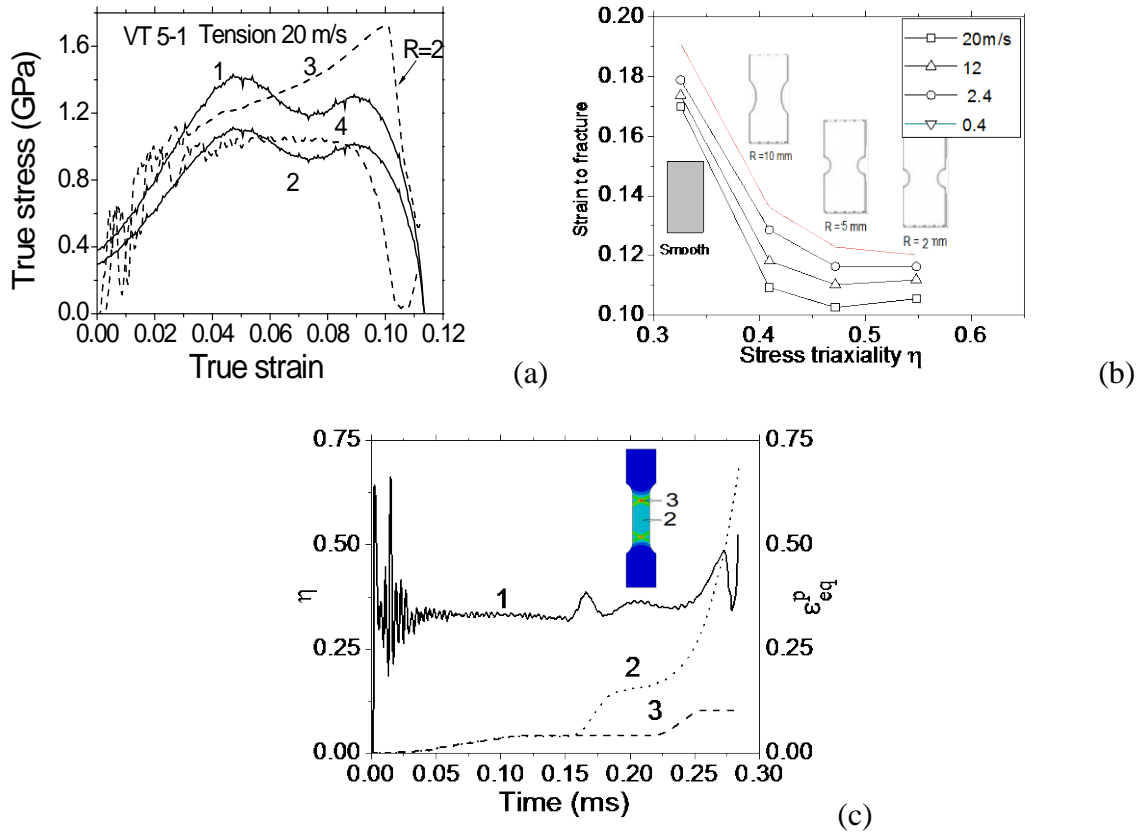 VT 5-1 Tension 20 m/s
R=2
1
3
4
2
True stress (GPa)
1.6
1.2
0.8
0.4
0.0
0.00 0.02 0.04 0.06 0.08 0.10 0.12
True strain
(a)
Strain to fracture
0.20
0.18
0.16
0.14
0.12
0.10
20m/s
12
2.4
0.4
R = 10 mm
R = 5 mm
R = 2 mm
Smooth
0.3 0.4 0.5 0.6
Stress triaxiality η
(b)
η
0.75
0.50
0.25
0.00
1
2
3
3
2
0.75
0.50
0.25
0.00
ε^p_eq
0.00 0.05 0.10 0.15 0.20 0.25 0.30
Time (ms)
(c)